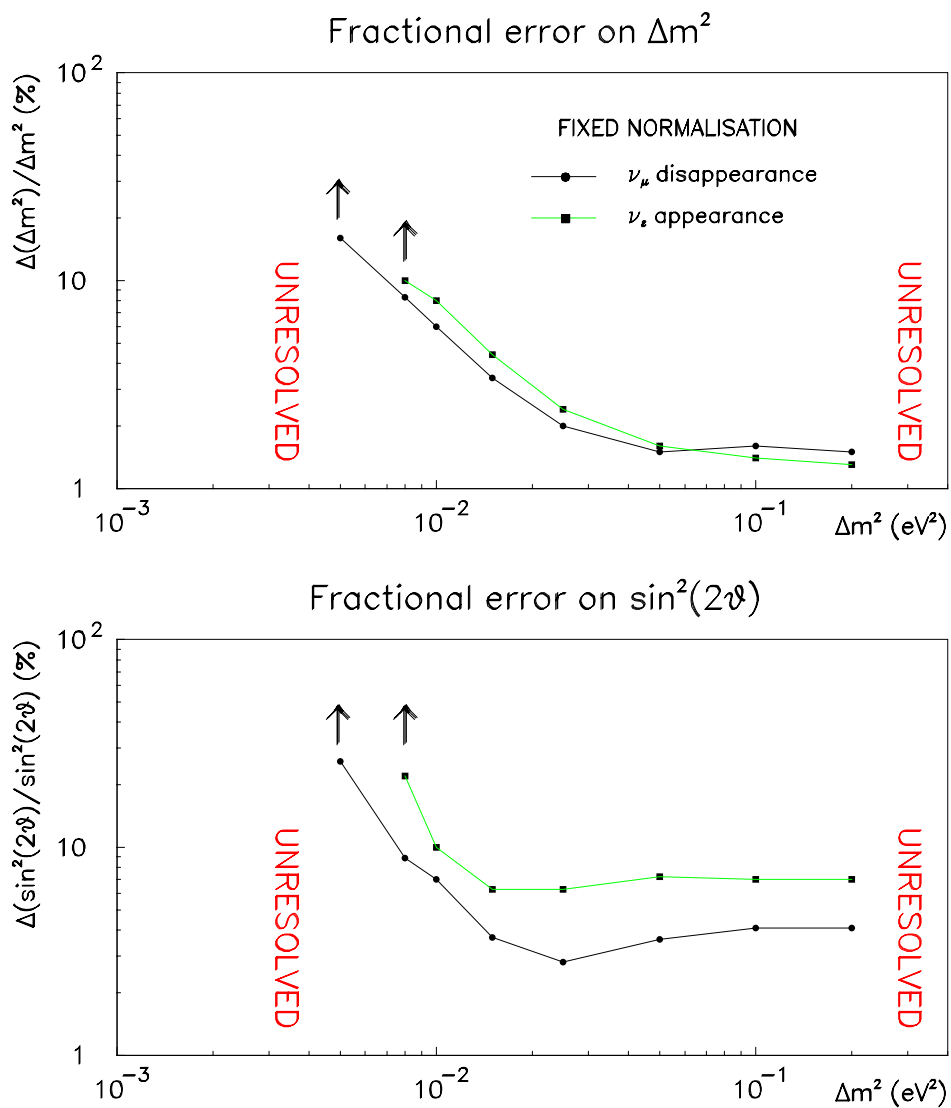 Fractional error on Δm²
Δ(Δm²)/Δm² (%)
10²
10
1
FIXED NORMALISATION
ν_μ disappearance
ν_e appearance
UNRESOLVED
UNRESOLVED
10⁻³ 10⁻² 10⁻¹ Δm² (eV²)
Fractional error on sin²(2ϑ)
Δ(sin²(2ϑ)/sin²(2ϑ) (%)
10²
10
1
UNRESOLVED
UNRESOLVED
10⁻³ 10⁻² 10⁻¹ Δm² (eV²)